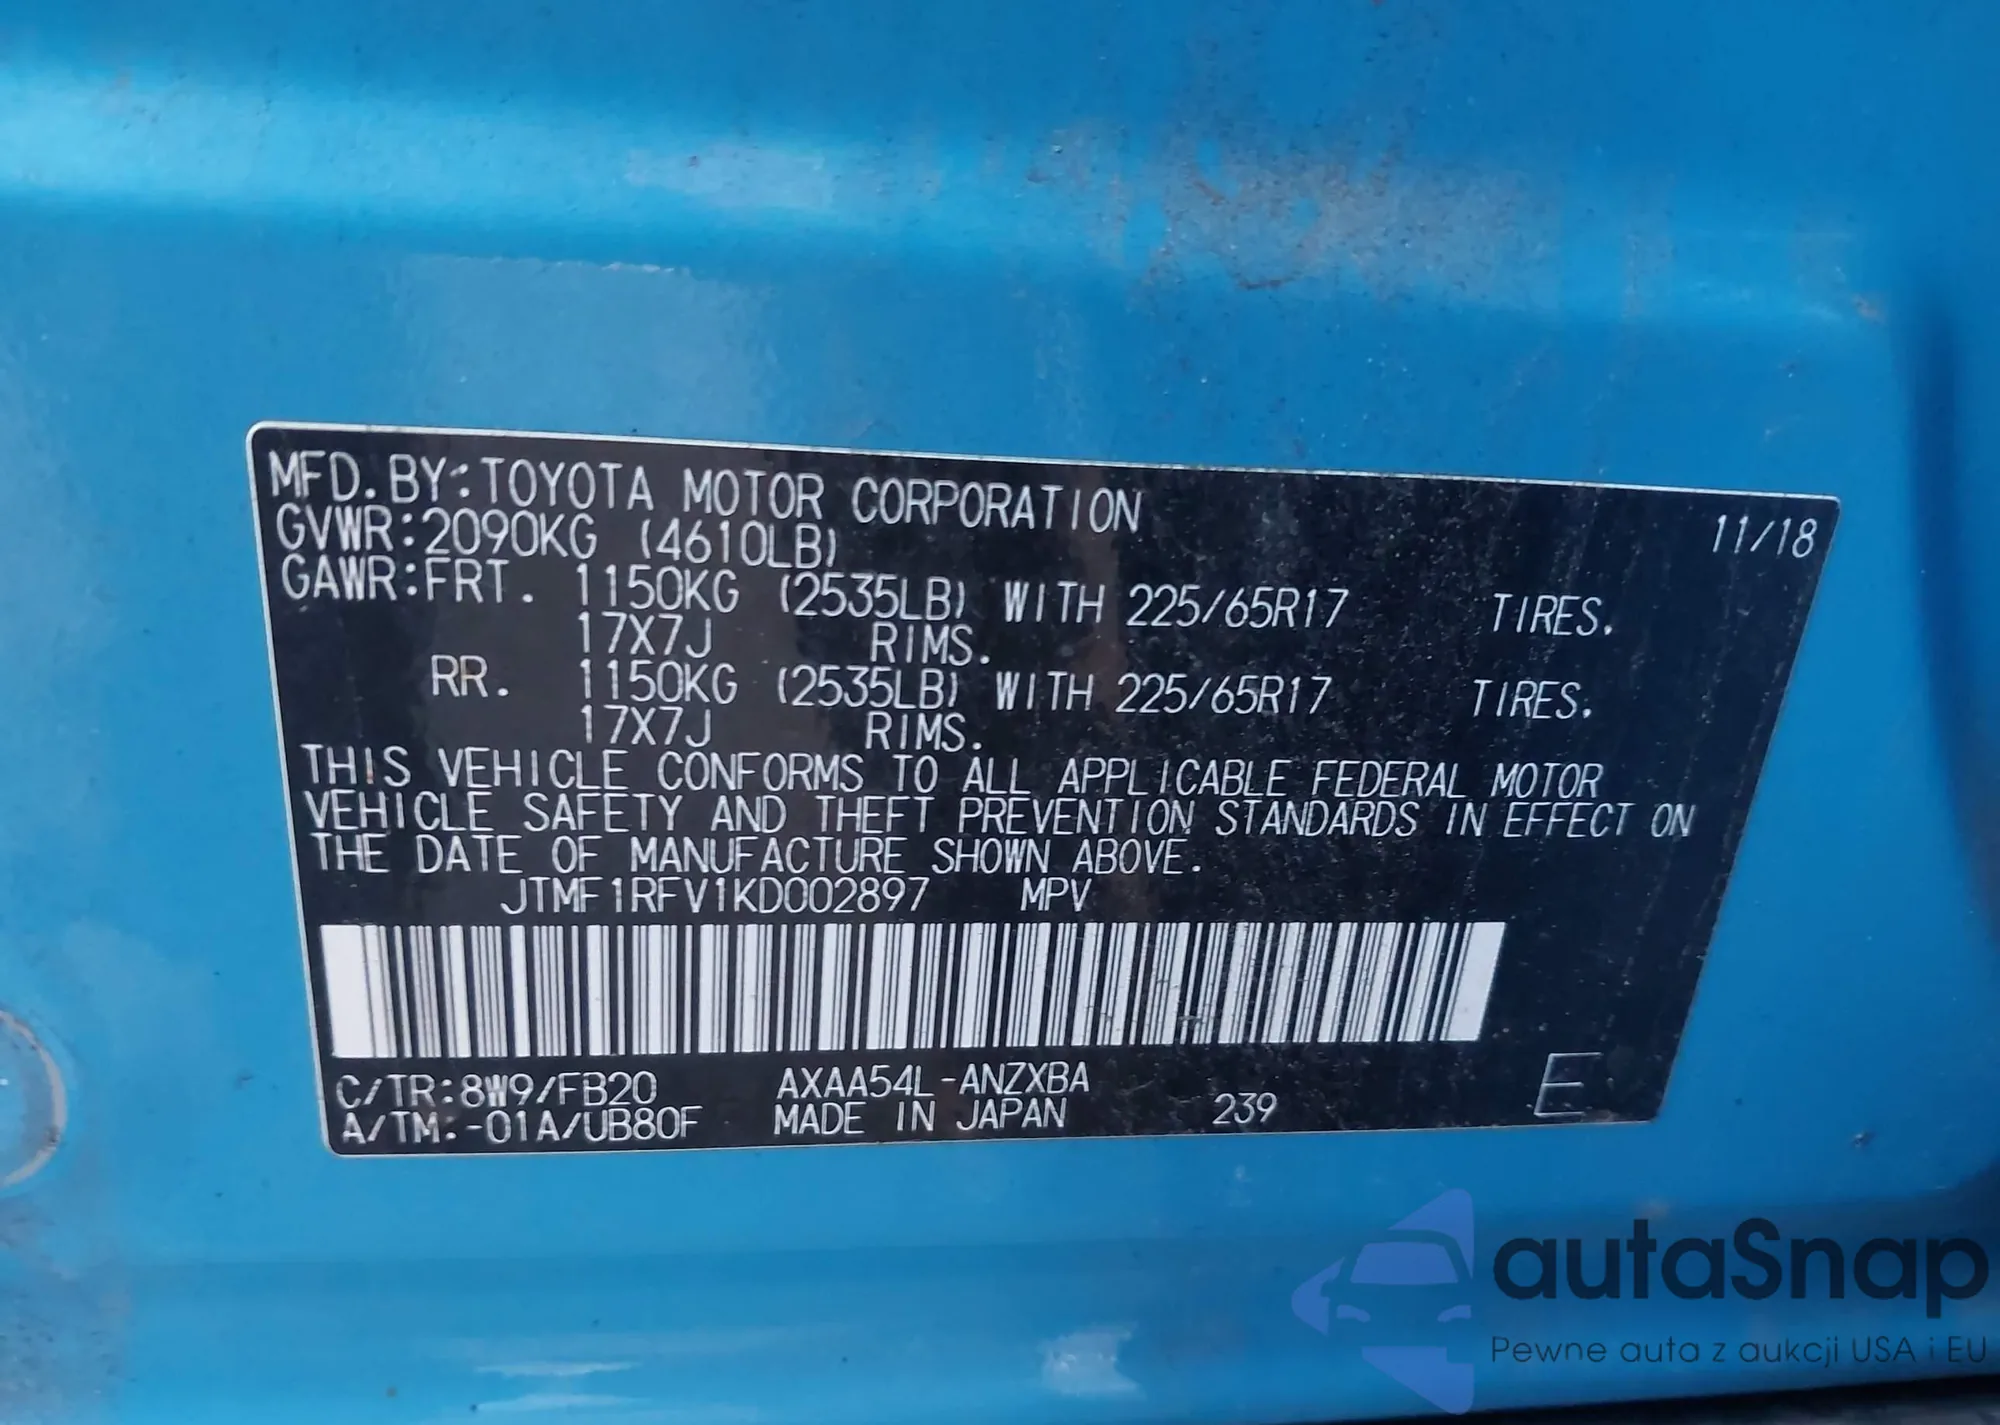 MFD.BY:TOYOTA MOTOR CORPORATION 11/18
GVWR:2090KG (4610LB)
GAWR:FRT. 1150KG (2535LB) WITH 225/65R17 TIRES.
17X7J RIMS.
RR. 1150KG (2535LB) WITH 225/65R17 TIRES.
17X7J RIMS.
THIS VEHICLE CONFORMS TO ALL APPLICABLE FEDERAL MOTOR
VEHICLE SAFETY AND THEFT PREVENTION STANDARDS IN EFFECT ON
THE DATE OF MANUFACTURE SHOWN ABOVE.
JTMF1RFV1KD002897 MPV
C/TR:8W9/FB20 AXAA54L-ANZXBA
A/TM:-01A/UB80F MADE IN JAPAN 239 E
autaSnap
Pewne auta z aukcji USA i EU